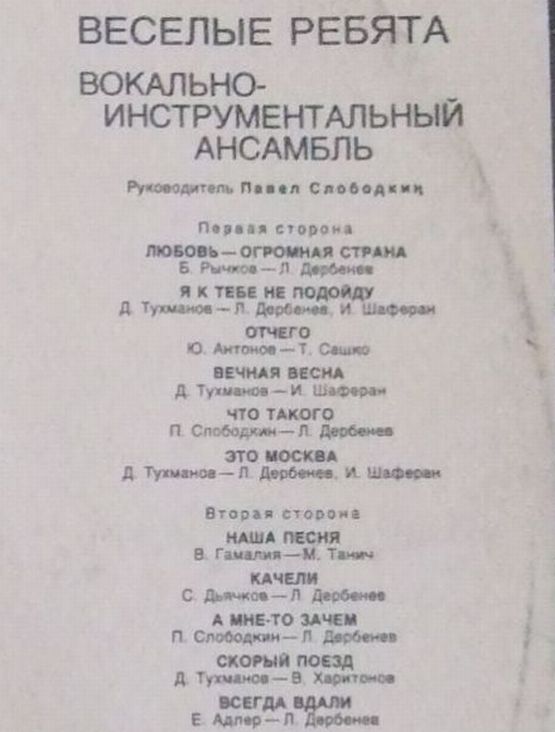 ВЕСЕЛЫЕ РЕБЯТА
ВОКАЛЬНО-
ИНСТРУМЕНТАЛЬНЫЙ
АНСАМБЛЬ
Руководитель Павел Слободкин
Первая сторона
ЛЮБОВЬ — ОГРОМНАЯ СТРАНА
Б. Рычков — Л. Дербенев
Я К ТЕБЕ НЕ ПОДОЙДУ
Д. Тухманов — Л. Дербенев, И. Шаферан
ОТЧЕГО
Ю. Антонов — Т. Сашко
ВЕЧНАЯ ВЕСНА
Д. Тухманов — И. Шаферан
ЧТО ТАКОГО
П. Слободкин — Л. Дербенев
ЭТО МОСКВА
Д. Тухманов — Л. Дербенев, И. Шаферан
Вторая сторона
НАША ПЕСНЯ
В. Гамалия — М. Танич
КАЧЕЛИ
С. Дьячков — Л. Дербенев
А МНЕ-ТО ЗАЧЕМ
П. Слободкин — Л. Дербенев
СКОРЫЙ ПОЕЗД
Д. Тухманов — В. Харитонов
ВСЕГДА ВДАЛИ
Е. Адлер — Л. Дербенев